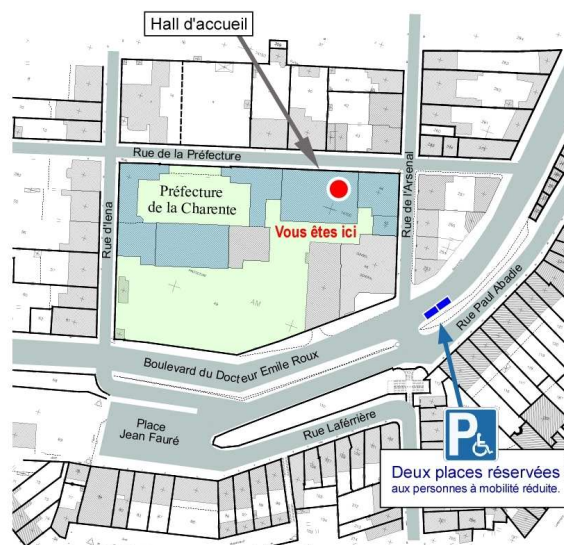 Hall d'accueil
Rue de la Préfecture
Préfecture
de la Charente
Vous êtes ici
Rue d'Iena
Rue de l'Arsenal
Rue Paul Abadie
Boulevard du Docteur Emile Roux
Place
Jean Fauré
Rue Laférrière
P
Deux places réservées
aux personnes à mobilité réduite.
AM